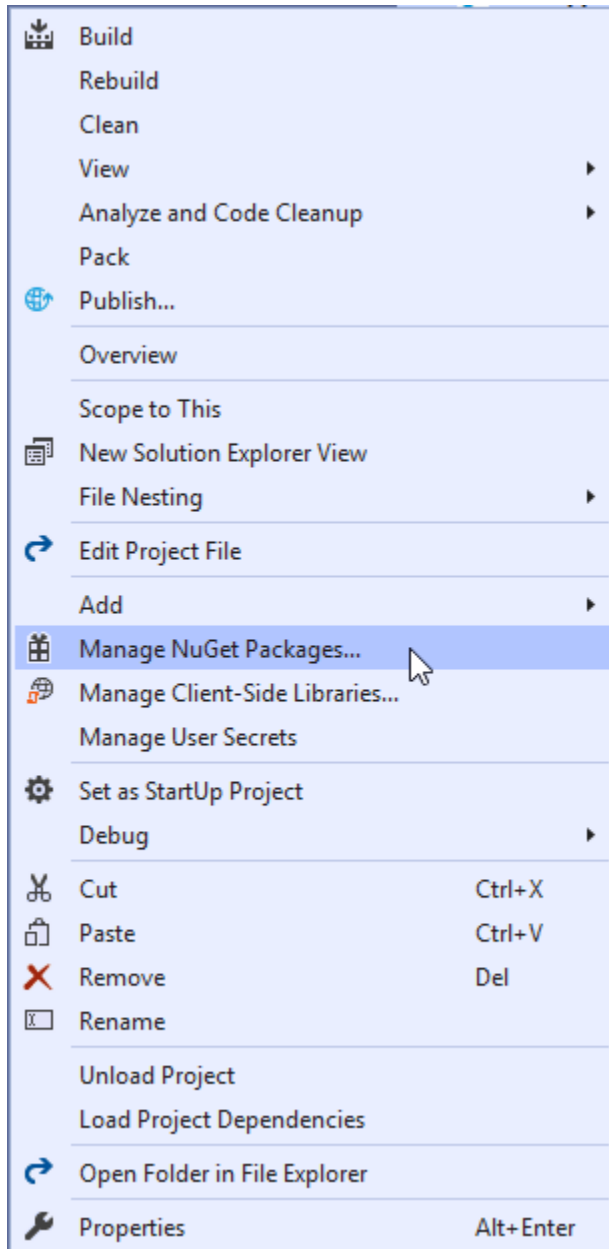 Build
Rebuild
Clean
View
Analyze and Code Cleanup
Pack
Publish...
Overview
Scope to This
New Solution Explorer View
File Nesting
Edit Project File
Add
Manage NuGet Packages...
Manage Client-Side Libraries...
Manage User Secrets
Set as StartUp Project
Debug
Cut Ctrl+X
Paste Ctrl+V
Remove Del
Rename
Unload Project
Load Project Dependencies
Open Folder in File Explorer
Properties Alt+Enter